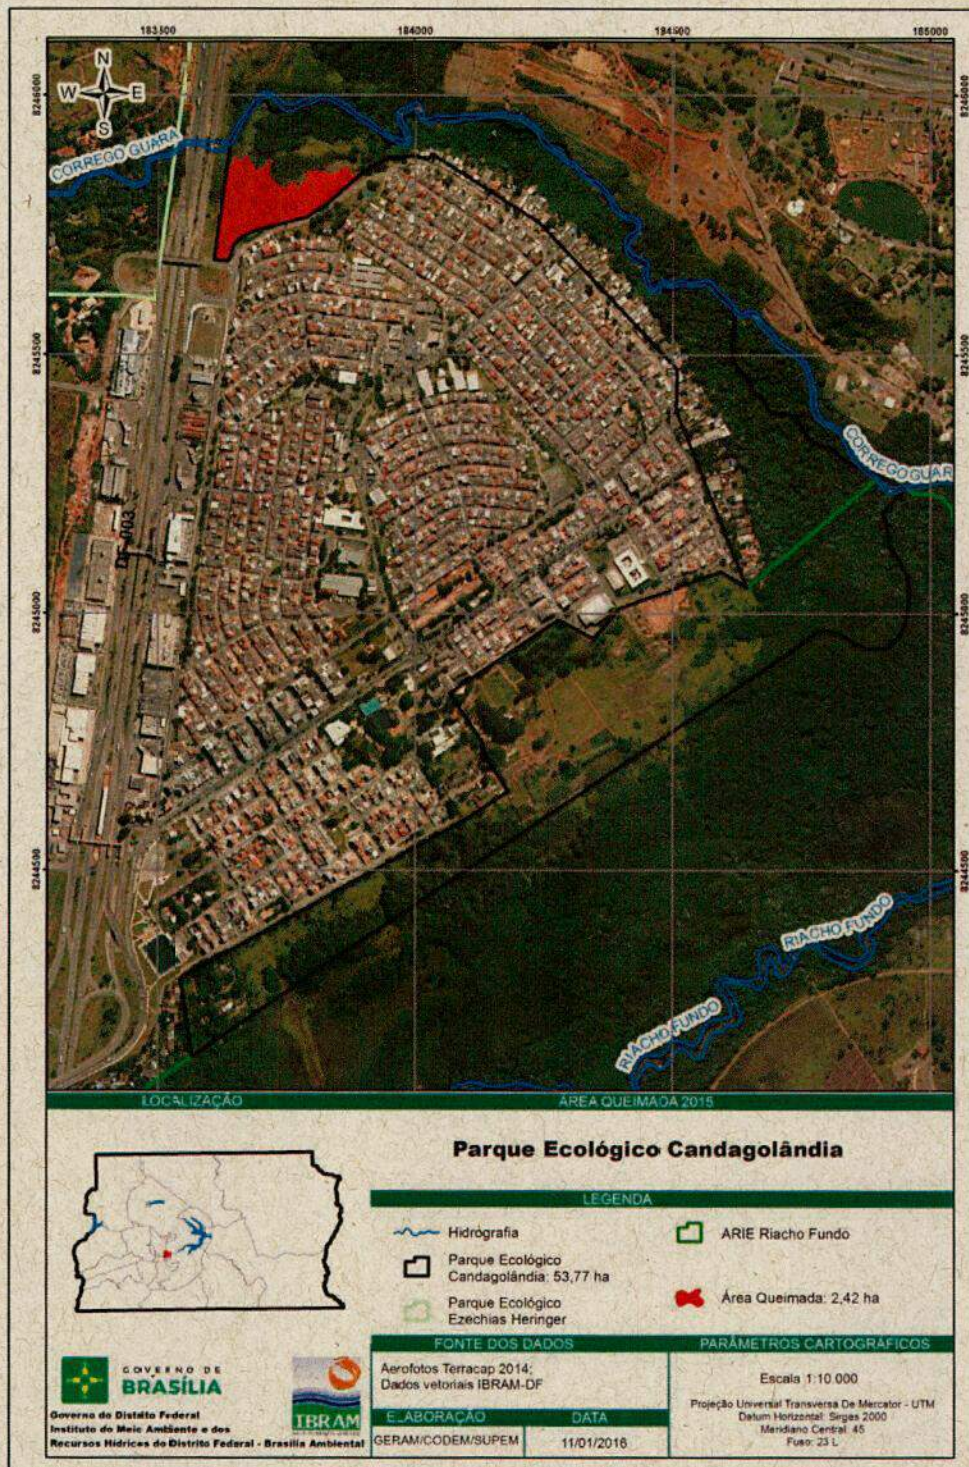 183500 184000 184500 185000
N
W E
S
8246000
8246000
CORREGO GUARA
8245500
8245500
CORREGO GUAR
DF-003
8245000
8245000
8244500
8244500
RIACHO FUNDO
RIACHO FUNDO
LOCALIZAÇÃO
ÁREA QUEIMADA 2015
Parque Ecológico Candagolândia
LEGENDA
Hidrografia
Parque Ecológico
Candagolândia: 53,77 ha
Parque Ecológico
Ezechias Heringer
ARIE Riacho Fundo
Área Queimada: 2,42 ha
GOVERNO DE
BRASÍLIA
IBRAM
Governo do Distrito Federal
Instituto do Meio Ambiente e dos
Recursos Hídricos do Distrito Federal - Brasília Ambiental
FONTE DOS DADOS
Aerofotos Terracap 2014;
Dados vetoriais IBRAM-DF
ELABORAÇÃO
GERAM/CODEM/SUPEM
DATA
11/01/2016
PARÂMETROS CARTOGRÁFICOS
Escala 1:10.000
Projeção Universal Transversa De Mercator - UTM
Datum Horizontal: Sirgas 2000
Meridiano Central: 45
Fuso: 23 L